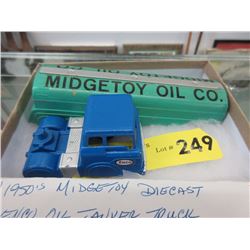 MIDGETOY OIL CO.
S Lot # 249
1950'S MIDGETOY DIECAST
OIL TANKER TRUCK